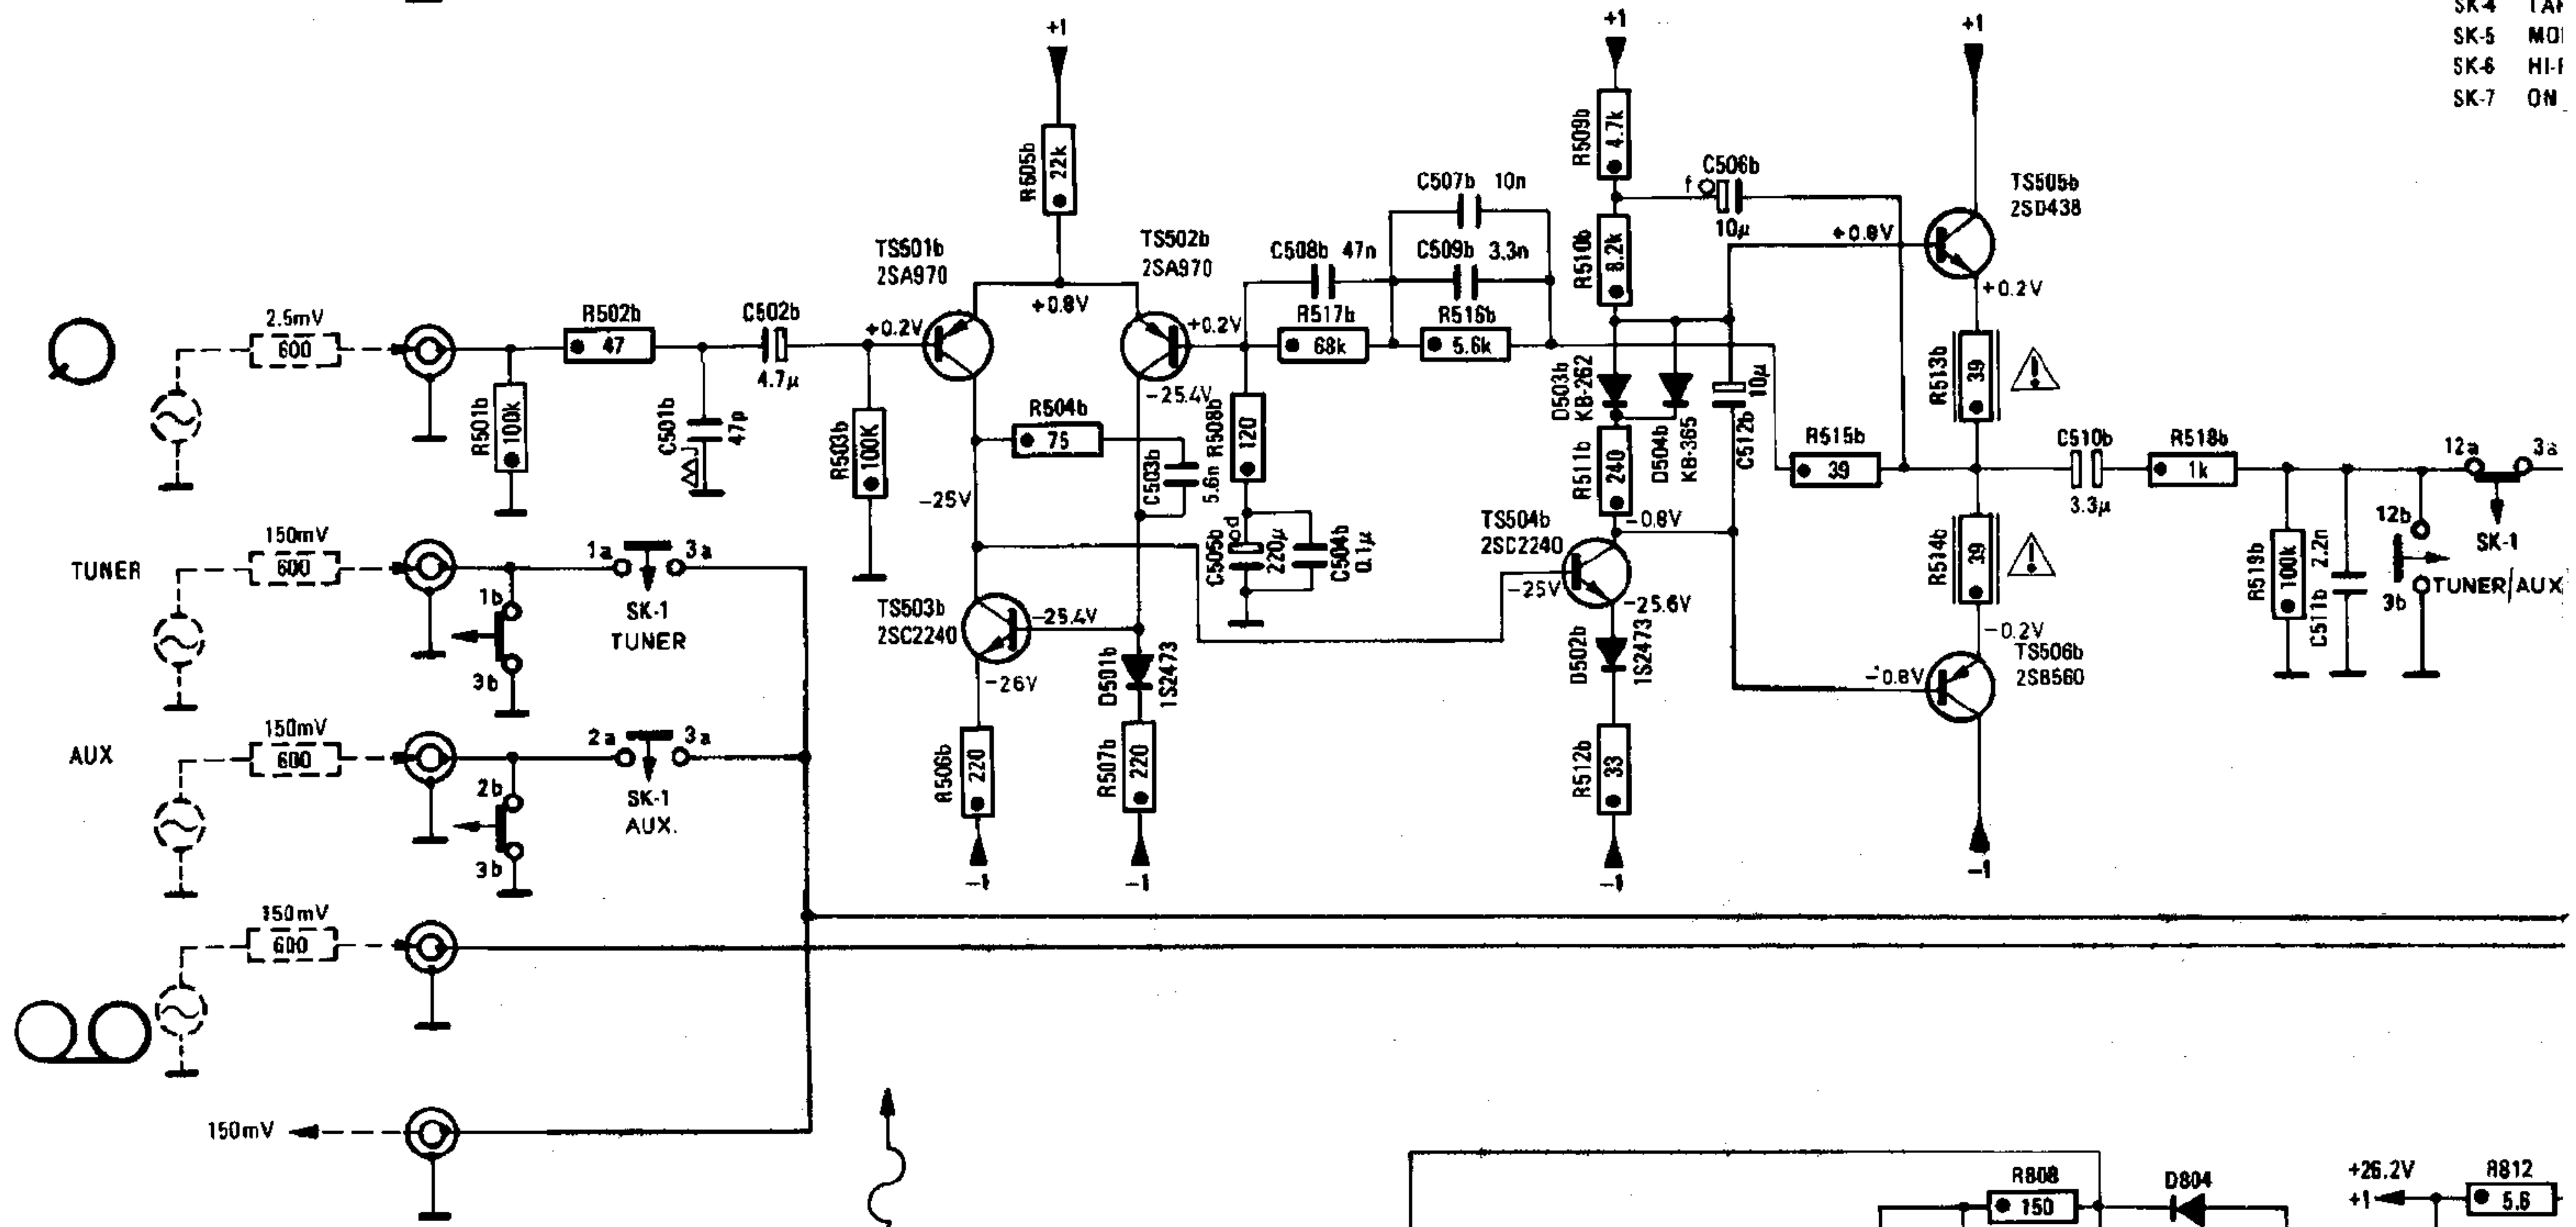 SK-4 TAP
SK-5 MO
SK-6 HI-F
SK-7 ON
+1
+1
+1
R505b
22k
R509b
4.7k
C507b 10n
C506b
f
10µ
TS505b
2SD438
TS501b
2SA970
TS502b
2SA970
C508b 47n
C509b 3.3n
R510b
8.2k
+0.8V
+0.8V
+0.2V
2.5mV
600
R502b
47
C502b
4.7µ
+0.2V
+0.2V
R517b
68k
R516b
5.6k
R501b
100k
C501b
47p
R503b
100K
R504b
75
-25.4V
R508b
120
C503b
5.6n
D503b
KB-262
D504b
KB-365
C512b
10µ
R511b
240
R513b
39
!
R515b
39
C510b
3.3µ
R518b
1k
12a
3a
-25V
C505b
220µ
C504b
0.1µ
TS504b
2SC2240
-0.8V
R514b
39
!
R519b
100k
C511b
2.2n
12b
3b
SK-1
TUNER/AUX
TUNER
150mV
600
1a
3a
1b
3b
SK-1
TUNER
TS503b
2SC2240
-25.4V
-25V
-25.6V
-26V
D501b
1S2473
D502b
1S2473
-0.2V
TS506b
2SB560
-0.8V
AUX
150mV
600
2a
3a
2b
3b
SK-1
AUX.
R506b
220
R507b
220
R512b
33
-1
-1
-1
-1
150mV
600
150mV
R808
150
D804
+26.2V
+1
R812
5.6